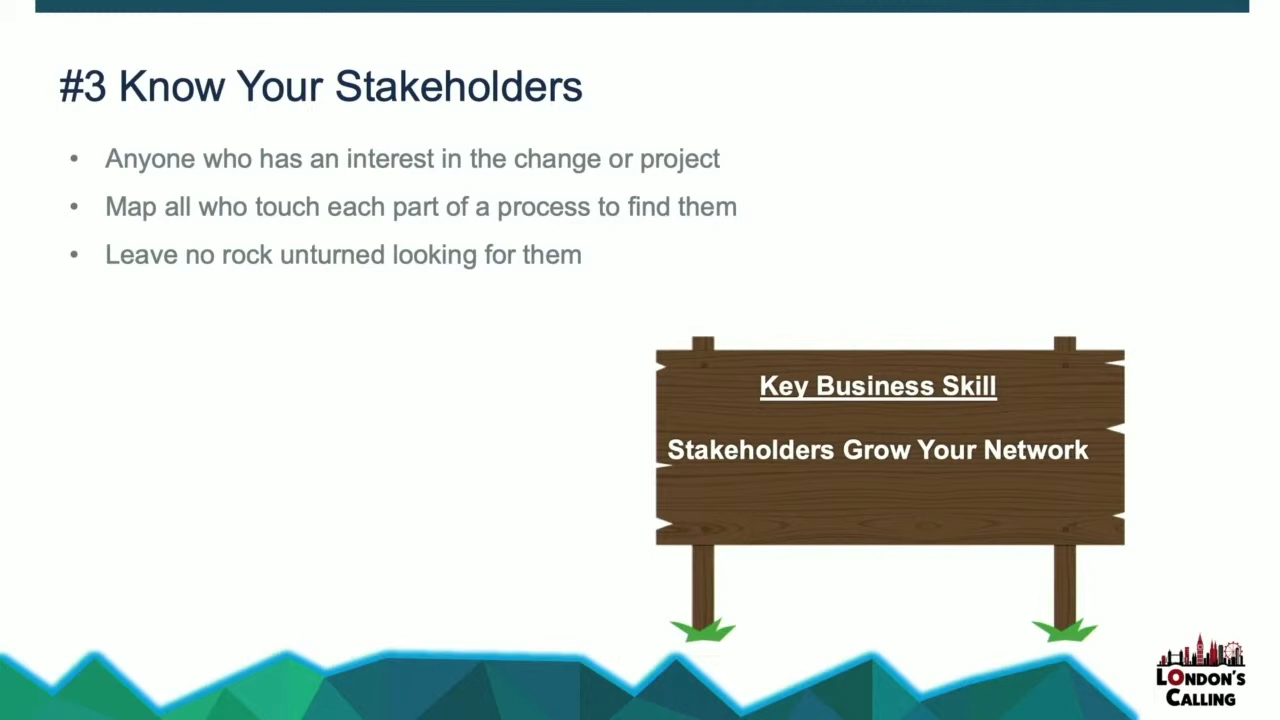 #3 Know Your Stakeholders
• Anyone who has an interest in the change or project
• Map all who touch each part of a process to find them
• Leave no rock unturned looking for them
Key Business Skill
Stakeholders Grow Your Network
LONDON'S
CALLING